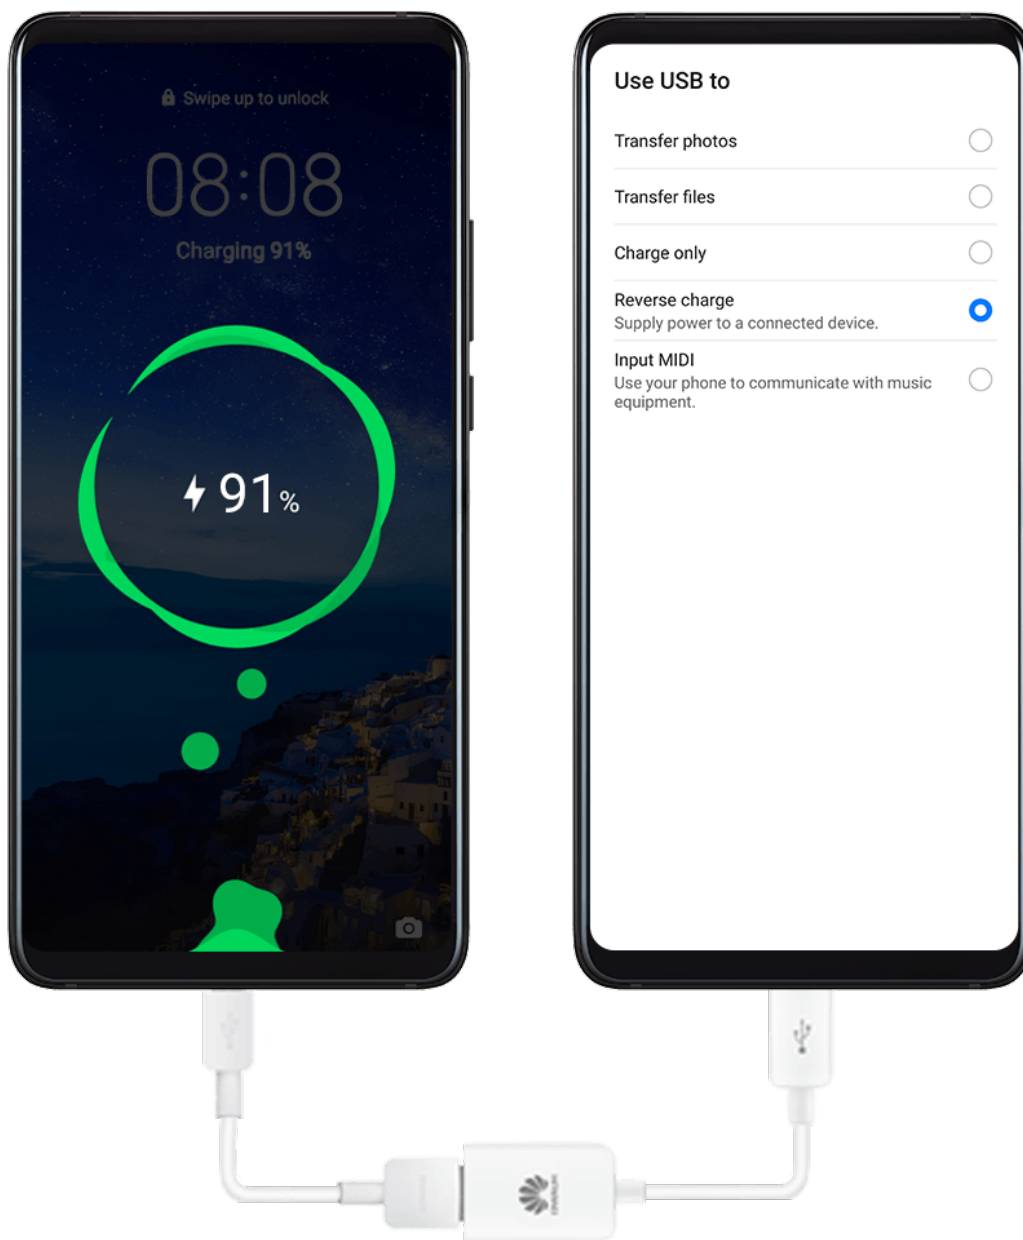 Swipe up to unlock
08:08
Charging 91%
91%
Use USB to
Transfer photos
Transfer files
Charge only
Reverse charge
Supply power to a connected device.
Input MIDI
Use your phone to communicate with music
equipment.
HUAWEI